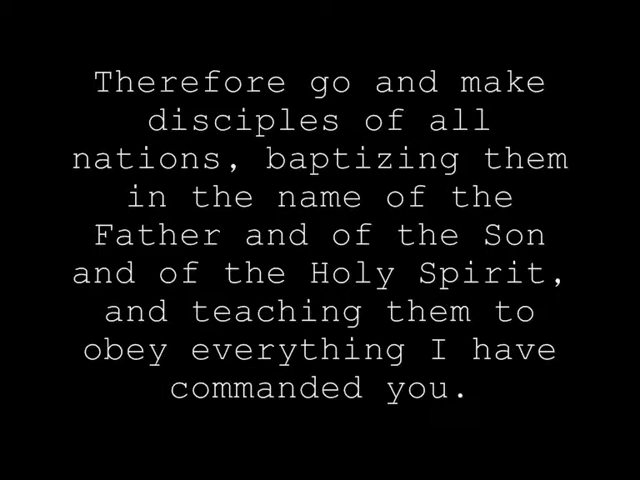 Therefore go and make
disciples of all
nations, baptizing them
in the name of the
Father and of the Son
and of the Holy Spirit,
and teaching them to
obey everything I have
commanded you.